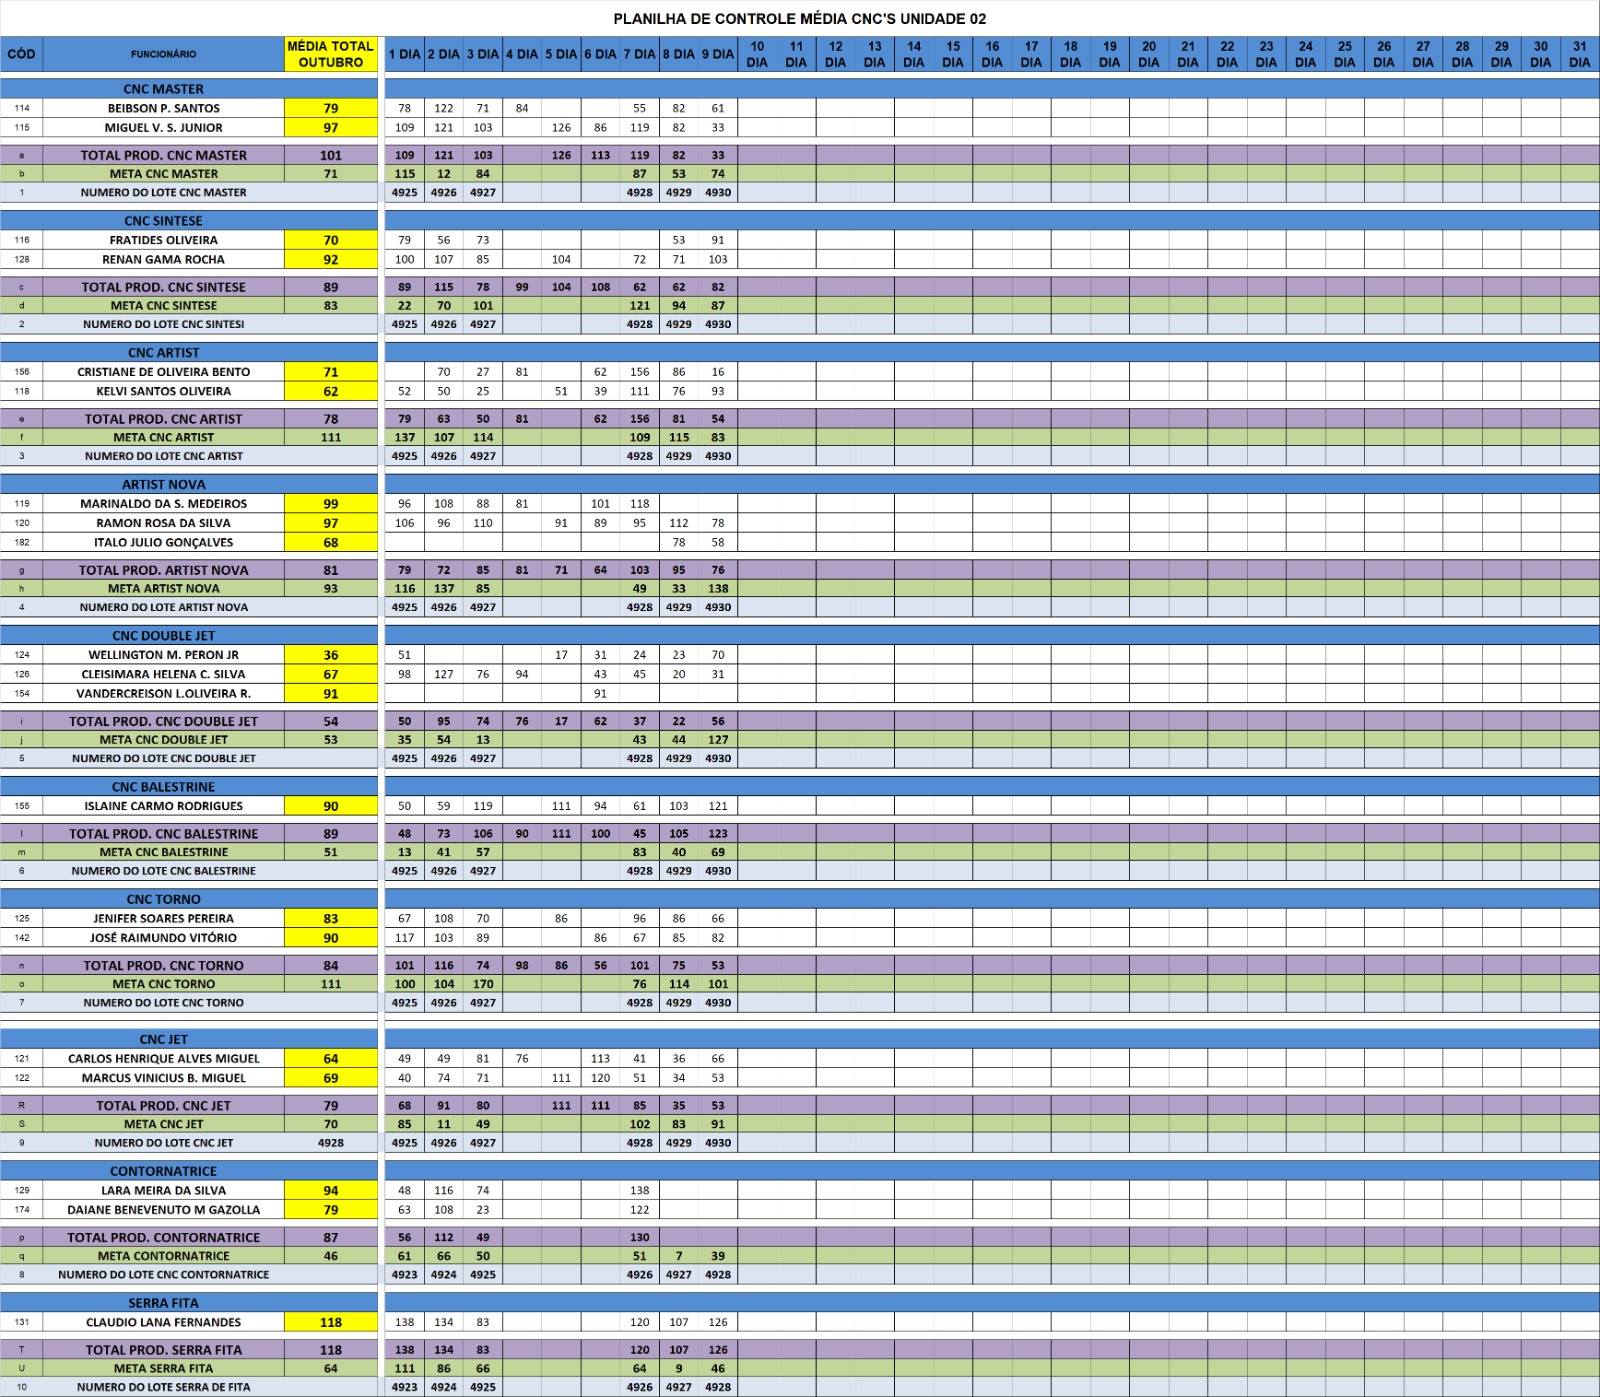 PLANILHA DE CONTROLE MÉDIA CNC'S UNIDADE 02
CÓD FUNCIONÁRIO MÉDIA TOTAL OUTUBRO 1 DIA 2 DIA 3 DIA 4 DIA 5 DIA 6 DIA 7 DIA 8 DIA 9 DIA 10 DIA 11 DIA 12 DIA 13 DIA 14 DIA 15 DIA 16 DIA 17 DIA 18 DIA 19 DIA 20 DIA 21 DIA 22 DIA 23 DIA 24 DIA 25 DIA 26 DIA 27 DIA 28 DIA 29 DIA 30 DIA 31 DIA
CNC MASTER
114 BEIBSON P. SANTOS 79 78 122 71 84 55 82 61
115 MIGUEL V. S. JUNIOR 97 109 121 103 126 86 119 82 33
a TOTAL PROD. CNC MASTER 101 109 121 103 126 113 119 82 33
b META CNC MASTER 71 115 12 84 87 53 74
1 NUMERO DO LOTE CNC MASTER 4925 4926 4927 4928 4929 4930
CNC SINTESE
116 FRATIDES OLIVEIRA 70 79 56 73 53 91
128 RENAN GAMA ROCHA 92 100 107 85 104 72 71 103
c TOTAL PROD. CNC SINTESE 89 89 115 78 99 104 108 62 62 82
d META CNC SINTESE 83 22 70 101 121 94 87
2 NUMERO DO LOTE CNC SINTESI 4925 4926 4927 4928 4929 4930
CNC ARTIST
156 CRISTIANE DE OLIVEIRA BENTO 71 70 27 81 62 156 86 16
118 KELVI SANTOS OLIVEIRA 62 52 50 25 51 39 111 76 93
e TOTAL PROD. CNC ARTIST 78 79 63 50 81 62 156 81 54
f META CNC ARTIST 111 137 107 114 109 115 83
3 NUMERO DO LOTE CNC ARTIST 4925 4926 4927 4928 4929 4930
ARTIST NOVA
119 MARINALDO DA S. MEDEIROS 99 96 108 88 81 101 118
120 RAMON ROSA DA SILVA 97 106 96 110 91 89 95 112 78
182 ITALO JULIO GONÇALVES 68 78 58
g TOTAL PROD. ARTIST NOVA 81 79 72 85 81 71 64 103 95 76
h META ARTIST NOVA 93 116 137 85 49 33 138
4 NUMERO DO LOTE ARTIST NOVA 4925 4926 4927 4928 4929 4930
CNC DOUBLE JET
124 WELLINGTON M. PERON JR 36 51 17 31 24 23 70
126 CLEISIMARA HELENA C. SILVA 67 98 127 76 94 43 45 20 31
154 VANDERCREISON L.OLIVEIRA R. 91 91
i TOTAL PROD. CNC DOUBLE JET 54 50 95 74 76 17 62 37 22 56
j META CNC DOUBLE JET 53 35 54 13 43 44 127
5 NUMERO DO LOTE CNC DOUBLE JET 4925 4926 4927 4928 4929 4930
CNC BALESTRINE
155 ISLAINE CARMO RODRIGUES 90 50 59 119 111 94 61 103 121
l TOTAL PROD. CNC BALESTRINE 89 48 73 106 90 111 100 45 105 123
m META CNC BALESTRINE 51 13 41 57 83 40 69
6 NUMERO DO LOTE CNC BALESTRINE 4925 4926 4927 4928 4929 4930
CNC TORNO
125 JENIFER SOARES PEREIRA 83 67 108 70 86 96 86 66
142 JOSÉ RAIMUNDO VITÓRIO 90 117 103 89 86 67 85 82
n TOTAL PROD. CNC TORNO 84 101 116 74 98 86 56 101 75 53
o META CNC TORNO 111 100 104 170 76 114 101
7 NUMERO DO LOTE CNC TORNO 4925 4926 4927 4928 4929 4930
CNC JET
121 CARLOS HENRIQUE ALVES MIGUEL 64 49 49 81 76 113 41 36 66
122 MARCUS VINICIUS B. MIGUEL 69 40 74 71 111 120 51 34 53
R TOTAL PROD. CNC JET 79 68 91 80 111 111 85 35 53
S META CNC JET 70 85 11 49 102 83 91
9 NUMERO DO LOTE CNC JET 4928 4925 4926 4927 4928 4929 4930
CONTORNATRICE
129 LARA MEIRA DA SILVA 94 48 116 74 138
174 DAIANE BENEVENUTO M GAZOLLA 79 63 108 23 122
p TOTAL PROD. CONTORNATRICE 87 56 112 49 130
q META CONTORNATRICE 46 61 66 50 51 7 39
8 NUMERO DO LOTE CNC CONTORNATRICE 4923 4924 4925 4926 4927 4928
SERRA FITA
131 CLAUDIO LANA FERNANDES 118 138 134 83 120 107 126
T TOTAL PROD. SERRA FITA 118 138 134 83 120 107 126
U META SERRA FITA 64 111 86 66 64 9 46
10 NUMERO DO LOTE SERRA DE FITA 4923 4924 4925 4926 4927 4928